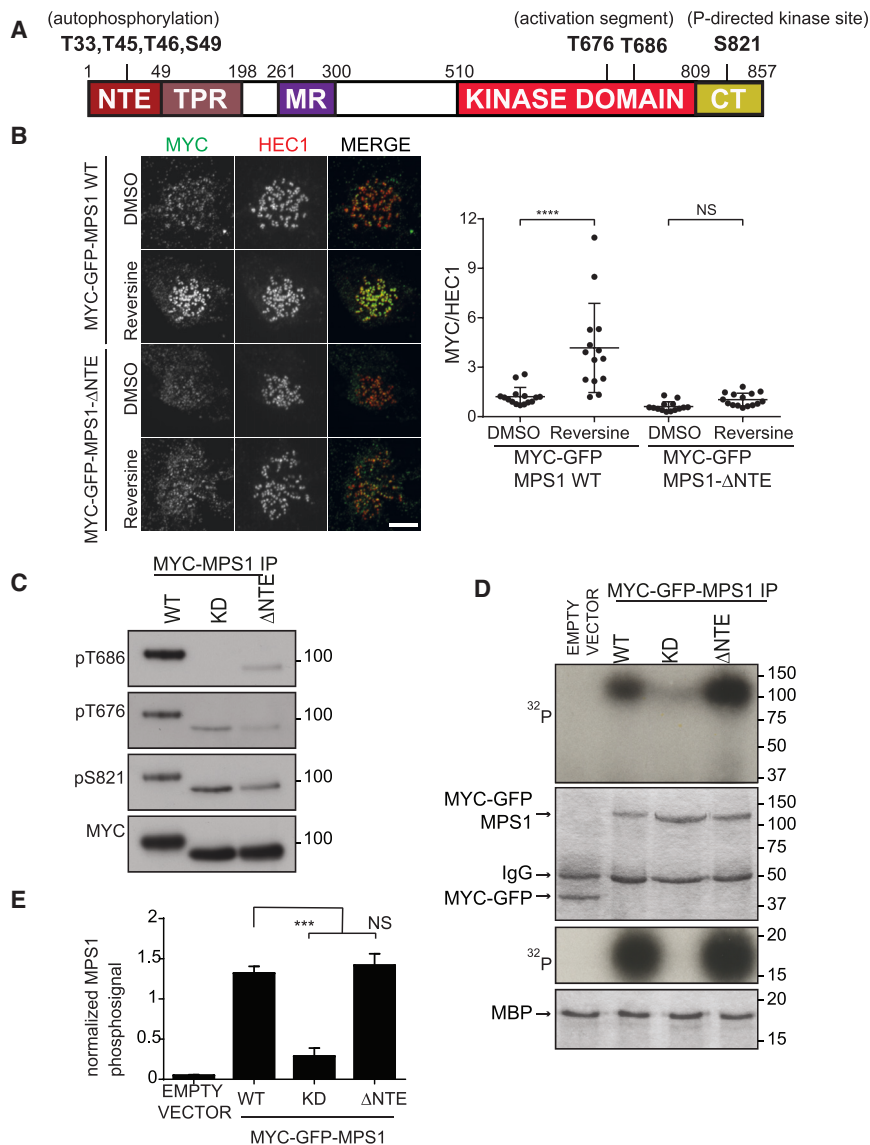 A
(autophosphorylation) (activation segment) (P-directed kinase site)
T33,T45,T46,S49 T676 T686 S821
1 49 198 261 300 510 809 857
NTE TPR MR KINASE DOMAIN CT
B
MYC HEC1 MERGE
MYC-GFP-MPS1 WT
DMSO
Reversine
MYC-GFP-MPS1-ΔNTE
DMSO
Reversine
MYC/HEC1
12
9
6
3
0
**** NS
DMSO Reversine DMSO Reversine
MYC-GFP MYC-GFP
MPS1 WT MPS1-ΔNTE
C
MYC-MPS1 IP
WT KD ΔNTE
pT686 100
pT676 100
pS821 100
MYC 100
D
MYC-GFP-MPS1 IP
EMPTY
VECTOR
WT KD ΔNTE
32P
150
100
75
50
37
MYC-GFP
MPS1
IgG
MYC-GFP
150
100
75
50
37
32P
20
15
MBP
20
15
E
normalized MPS1
phosphosignal
2
1.5
1
0.5
0
*** NS
EMPTY
VECTOR
WT KD ΔNTE
MYC-GFP-MPS1